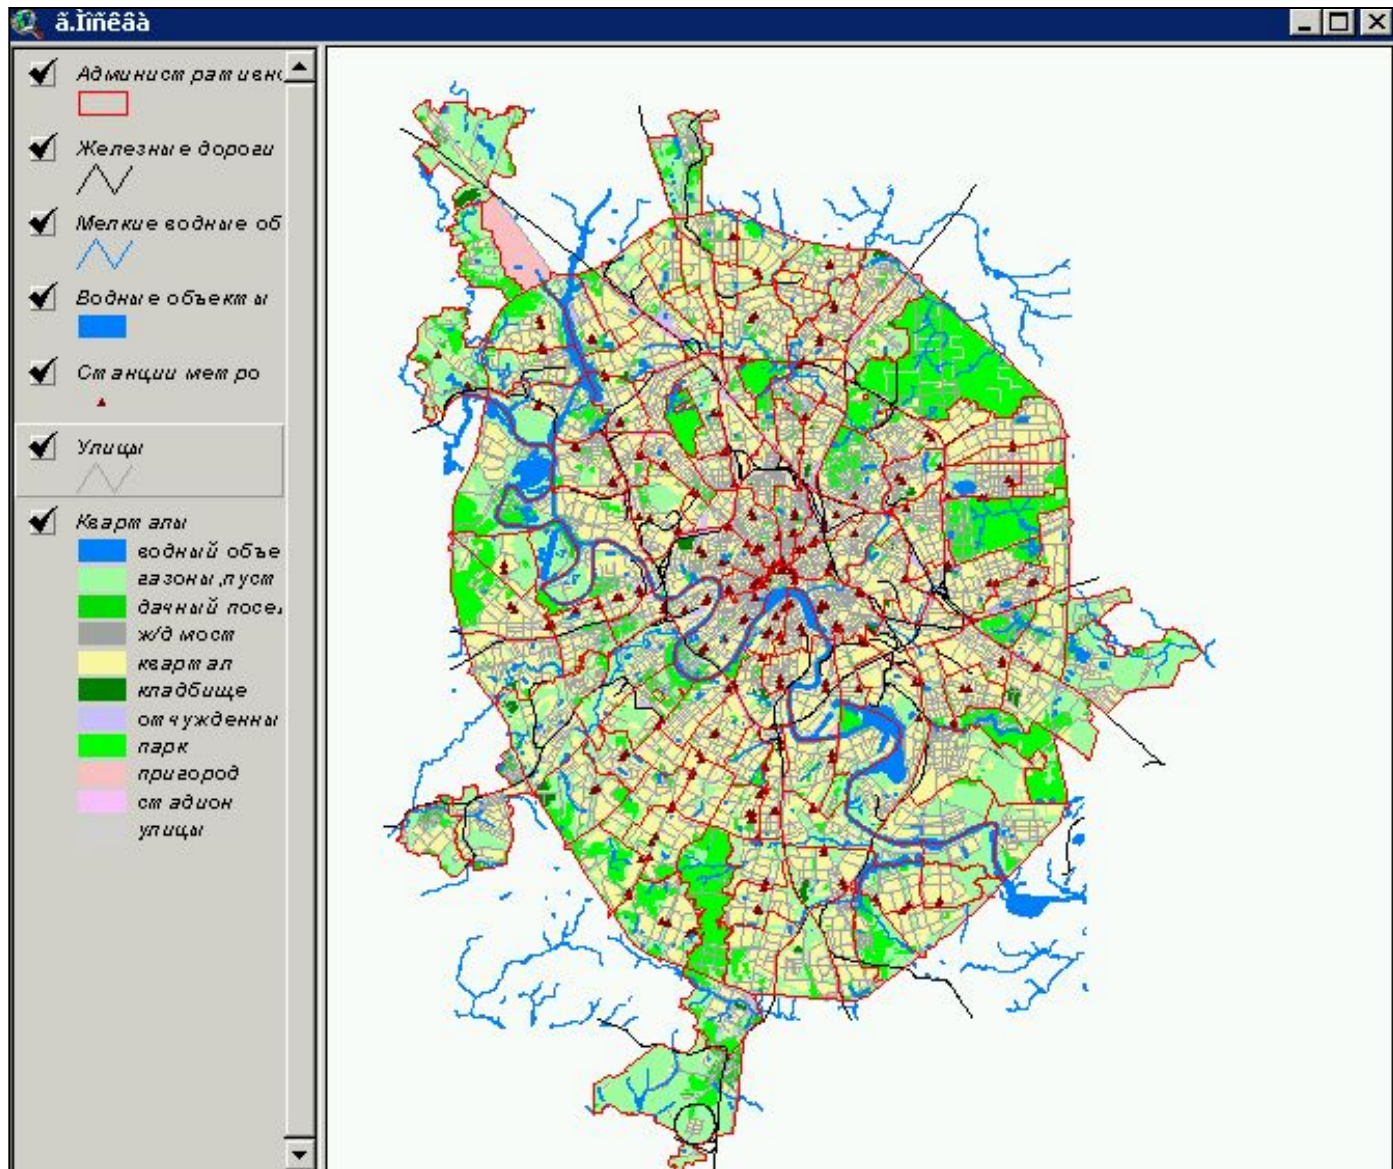 ã.Ìîñêâà
Административно
Железные дороги
Мелкие водные об
Водные объекты
Станции метро
Улицы
Кварталы
водный объе
газоны,пуст
дачный посе
ж/д мост
квартал
кладбище
отчужденны
парк
пригород
стадион
улицы